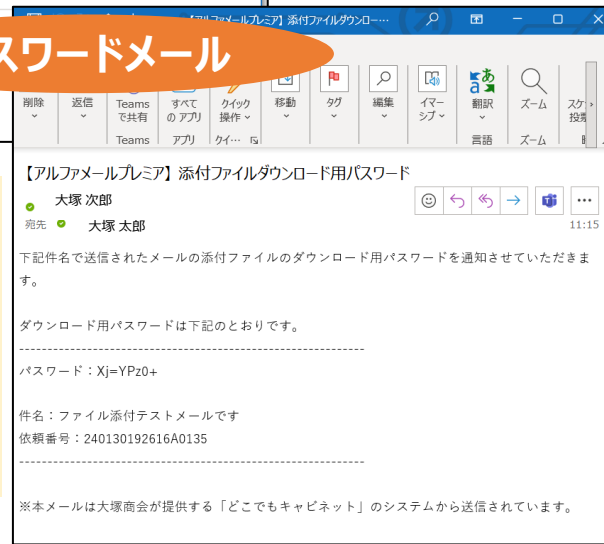 【アルファメールプレミア】添付ファイルダウンロー…
スワードメール
削除
返信
Teams
で共有
すべて
の アプリ
クイック
操作
移動
タグ
編集
イマー
シブ
翻訳
ズーム
Teams
アプリ
クイ…
言語
ズーム
【アルファメールプレミア】添付ファイルダウンロード用パスワード
大塚 次郎
宛先 大塚 太郎
11:15
下記件名で送信されたメールの添付ファイルのダウンロード用パスワードを通知させていただきま
す。
ダウンロード用パスワードは下記のとおりです。
--------------------------------------------------------------
パスワード：Xj=YPz0+
件名：ファイル添付テストメールです
依頼番号：240130192616A0135
--------------------------------------------------------------
※本メールは大塚商会が提供する「どこでもキャビネット」のシステムから送信されています。